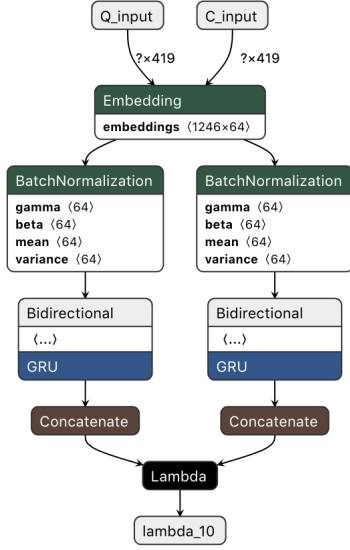 Q_input
C_input
?×419
?×419
Embedding
embeddings ⟨1246×64⟩
BatchNormalization
gamma ⟨64⟩
beta ⟨64⟩
mean ⟨64⟩
variance ⟨64⟩
BatchNormalization
gamma ⟨64⟩
beta ⟨64⟩
mean ⟨64⟩
variance ⟨64⟩
Bidirectional
⟨...⟩
GRU
Bidirectional
⟨...⟩
GRU
Concatenate
Concatenate
Lambda
lambda_10